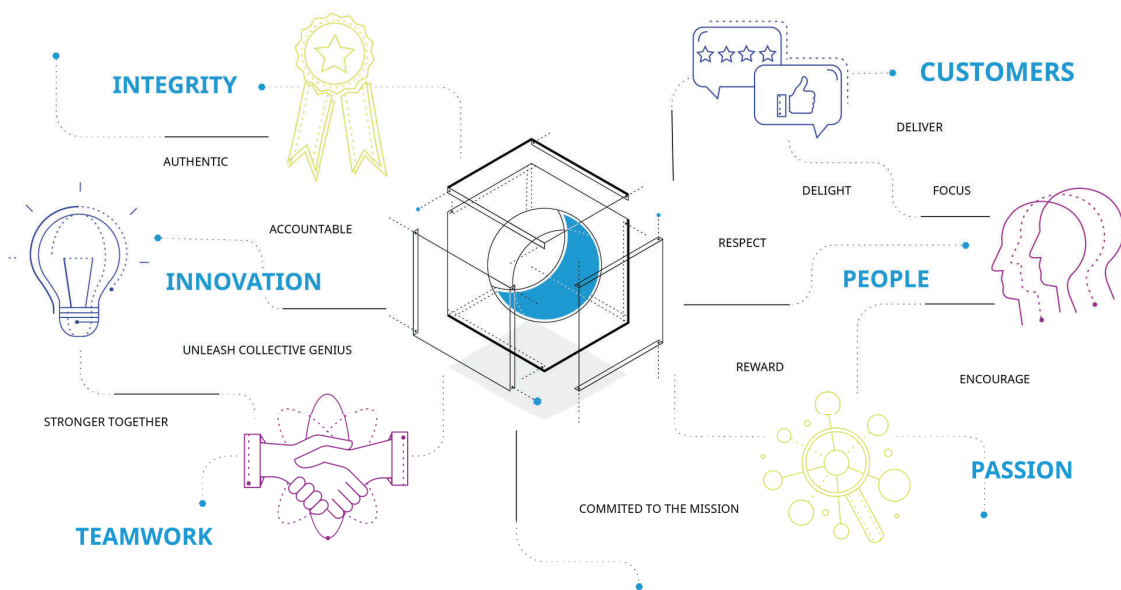 INTEGRITY
AUTHENTIC
ACCOUNTABLE
INNOVATION
UNLEASH COLLECTIVE GENIUS
STRONGER TOGETHER
TEAMWORK
CUSTOMERS
DELIVER
DELIGHT
FOCUS
RESPECT
PEOPLE
REWARD
ENCOURAGE
PASSION
COMMITED TO THE MISSION